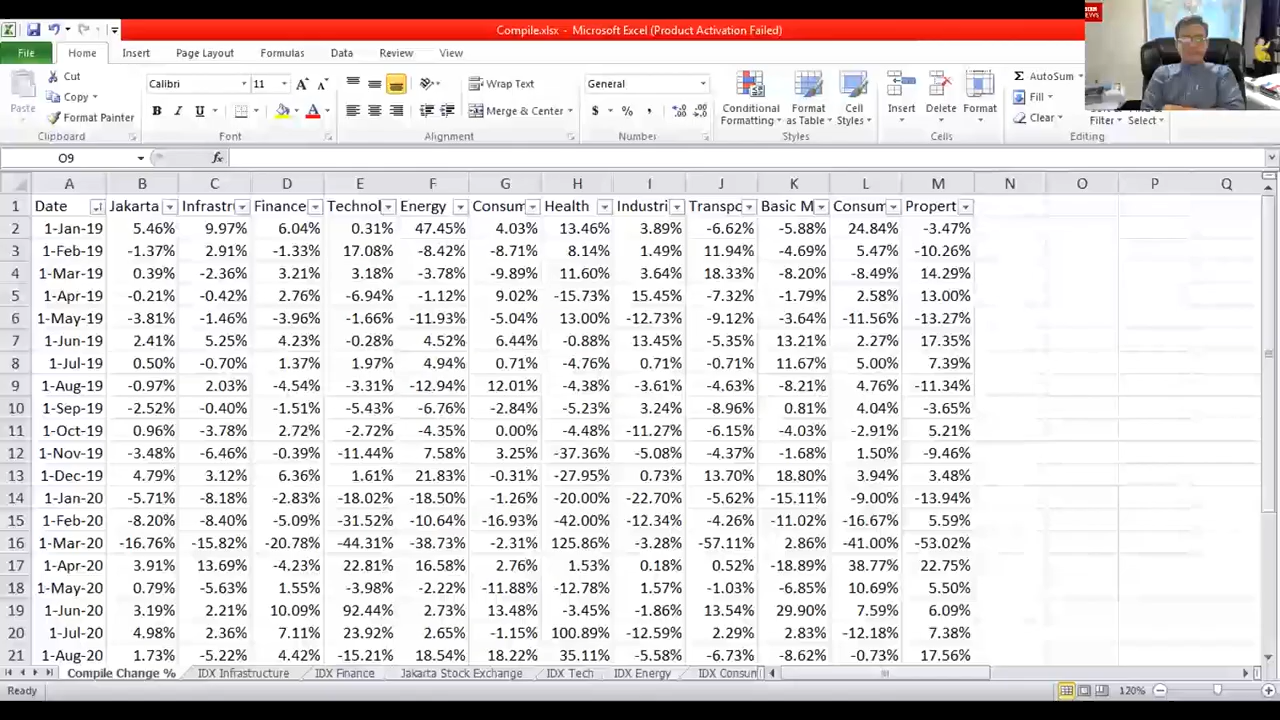 Compile.xlsx - Microsoft Excel (Product Activation Failed)
NEWS
File Home Insert Page Layout Formulas Data Review View
Paste Cut Copy Format Painter Clipboard
Calibri 11 A A B I U A Font
Wrap Text Merge & Center Alignment
General $ % , Number
Conditional Formatting Format as Table Cell Styles Styles
Insert Delete Format Cells
AutoSum Fill Clear Filter Select Editing
O9 fx
A B C D E F G H I J K L M N O P Q
1 Date Jakarta Infrastru Finance Technol Energy Consum Health Industri Transpo Basic M Consum Propert
2 1-Jan-19 5.46% 9.97% 6.04% 0.31% 47.45% 4.03% 13.46% 3.89% -6.62% -5.88% 24.84% -3.47%
3 1-Feb-19 -1.37% 2.91% -1.33% 17.08% -8.42% -8.71% 8.14% 1.49% 11.94% -4.69% 5.47% -10.26%
4 1-Mar-19 0.39% -2.36% 3.21% 3.18% -3.78% -9.89% 11.60% 3.64% 18.33% -8.20% -8.49% 14.29%
5 1-Apr-19 -0.21% -0.42% 2.76% -6.94% -1.12% 9.02% -15.73% 15.45% -7.32% -1.79% 2.58% 13.00%
6 1-May-19 -3.81% -1.46% -3.96% -1.66% -11.93% -5.04% 13.00% -12.73% -9.12% -3.64% -11.56% -13.27%
7 1-Jun-19 2.41% 5.25% 4.23% -0.28% 4.52% 6.44% -0.88% 13.45% -5.35% 13.21% 2.27% 17.35%
8 1-Jul-19 0.50% -0.70% 1.37% 1.97% 4.94% 0.71% -4.76% 0.71% -0.71% 11.67% 5.00% 7.39%
9 1-Aug-19 -0.97% 2.03% -4.54% -3.31% -12.94% 12.01% -4.38% -3.61% -4.63% -8.21% 4.76% -11.34%
10 1-Sep-19 -2.52% -0.40% -1.51% -5.43% -6.76% -2.84% -5.23% 3.24% -8.96% 0.81% 4.04% -3.65%
11 1-Oct-19 0.96% -3.78% 2.72% -2.72% -4.35% 0.00% -4.48% -11.27% -6.15% -4.03% -2.91% 5.21%
12 1-Nov-19 -3.48% -6.46% -0.39% -11.44% 7.58% 3.25% -37.36% -5.08% -4.37% -1.68% 1.50% -9.46%
13 1-Dec-19 4.79% 3.12% 6.36% 1.61% 21.83% -0.31% -27.95% 0.73% 13.70% 18.80% 3.94% 3.48%
14 1-Jan-20 -5.71% -8.18% -2.83% -18.02% -18.50% -1.26% -20.00% -22.70% -5.62% -15.11% -9.00% -13.94%
15 1-Feb-20 -8.20% -8.40% -5.09% -31.52% -10.64% -16.93% -42.00% -12.34% -4.26% -11.02% -16.67% 5.59%
16 1-Mar-20 -16.76% -15.82% -20.78% -44.31% -38.73% -2.31% 125.86% -3.28% -57.11% 2.86% -41.00% -53.02%
17 1-Apr-20 3.91% 13.69% -4.23% 22.81% 16.58% 2.76% 1.53% 0.18% 0.52% -18.89% 38.77% 22.75%
18 1-May-20 0.79% -5.63% 1.55% -3.98% -2.22% -11.88% -12.78% 1.57% -1.03% -6.85% 10.69% 5.50%
19 1-Jun-20 3.19% 2.21% 10.09% 92.44% 2.73% 13.48% -3.45% -1.86% 13.54% 29.90% 7.59% 6.09%
20 1-Jul-20 4.98% 2.36% 7.11% 23.92% 2.65% -1.15% 100.89% -12.59% 2.29% 2.83% -12.18% 7.38%
21 1-Aug-20 1.73% -5.22% 4.42% -15.21% 18.54% 18.22% 35.11% -5.58% -6.73% -8.62% -0.73% 17.56%
Compile Change % IDX Infrastructure IDX Finance Jakarta Stock Exchange IDX Tech IDX Energy IDX Consun
Ready 120%